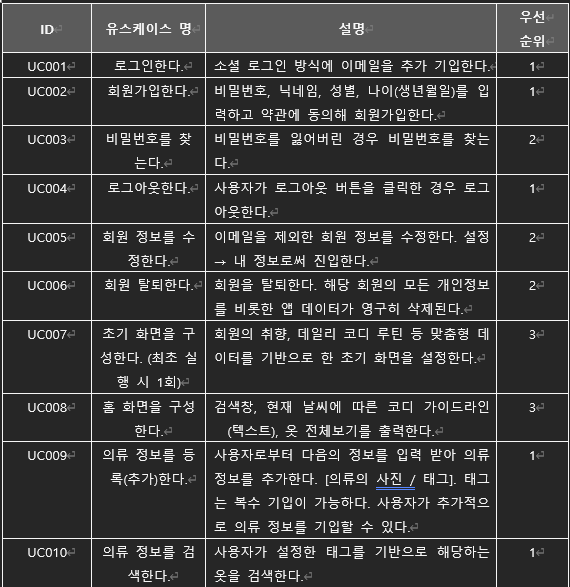 ID 유스케이스 명 설명 우선
순위
UC001 로그인한다. 소셜 로그인 방식에 이메일을 추가 기입한다. 1
UC002 회원가입한다. 비밀번호, 닉네임, 성별, 나이(생년월일)를 입 1
력하고 약관에 동의해 회원가입한다.
UC003 비밀번호를 찾 비밀번호를 잃어버린 경우 비밀번호를 찾는 2
는다. 다.
UC004 로그아웃한다. 사용자가 로그아웃 버튼을 클릭한 경우 로그 1
아웃한다.
UC005 회원 정보를 수 이메일을 제외한 회원 정보를 수정한다. 설정 2
정한다. → 내 정보로써 진입한다.
UC006 회원 탈퇴한다. 회원을 탈퇴한다. 해당 회원의 모든 개인정보 2
를 비롯한 앱 데이터가 영구히 삭제된다.
UC007 초기 화면을 구 회원의 취향, 데일리 코디 루틴 등 맞춤형 데 3
성한다. (최초 실 이터를 기반으로 한 초기 화면을 설정한다.
행 시 1회)
UC008 홈 화면을 구성 검색창, 현재 날씨에 따른 코디 가이드라인 3
한다. (텍스트), 옷 전체보기를 출력한다.
UC009 의류 정보를 등 사용자로부터 다음의 정보를 입력 받아 의류 1
록(추가)한다. 정보를 추가한다. [의류의 사진 / 태그]. 태그
는 복수 기입이 가능하다. 사용자가 추가적으
로 의류 정보를 기입할 수 있다.
UC010 의류 정보를 검 사용자가 설정한 태그를 기반으로 해당하는 1
색한다. 옷을 검색한다.